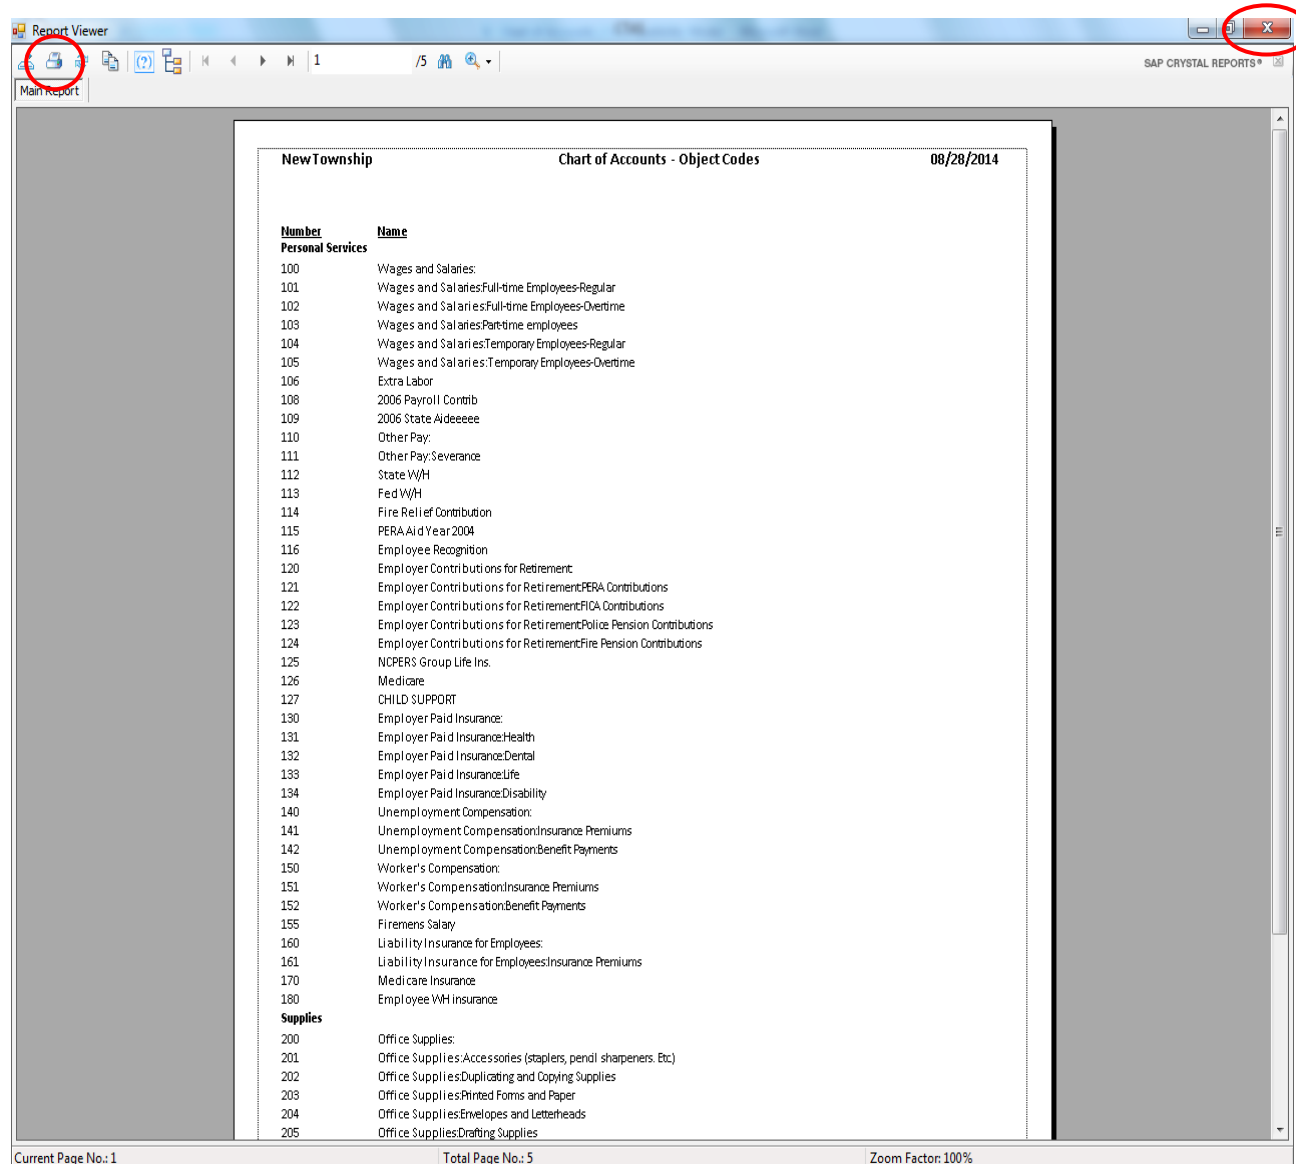 Report Viewer
1 /5 SAP CRYSTAL REPORTS®
Main Report
New Township Chart of Accounts - Object Codes 08/28/2014
Number Name
Personal Services
100 Wages and Salaries:
101 Wages and Salaries:Full-time Employees-Regular
102 Wages and Salaries:Full-time Employees-Overtime
103 Wages and Salaries:Part-time employees
104 Wages and Salaries:Temporary Employees-Regular
105 Wages and Salaries:Temporary Employees-Overtime
106 Extra Labor
108 2006 Payroll Contrib
109 2006 State Aideeeee
110 Other Pay:
111 Other Pay:Severance
112 State W/H
113 Fed W/H
114 Fire Relief Contribution
115 PERA Aid Year 2004
116 Employee Recognition
120 Employer Contributions for Retirement:
121 Employer Contributions for Retirement:PERA Contributions
122 Employer Contributions for Retirement:FICA Contributions
123 Employer Contributions for Retirement:Police Pension Contributions
124 Employer Contributions for Retirement:Fire Pension Contributions
125 NCPERS Group Life Ins.
126 Medicare
127 CHILD SUPPORT
130 Employer Paid Insurance:
131 Employer Paid Insurance:Health
132 Employer Paid Insurance:Dental
133 Employer Paid Insurance:Life
134 Employer Paid Insurance:Disability
140 Unemployment Compensation:
141 Unemployment Compensation:Insurance Premiums
142 Unemployment Compensation:Benefit Payments
150 Worker's Compensation:
151 Worker's Compensation:Insurance Premiums
152 Worker's Compensation:Benefit Payments
155 Firemens Salary
160 Liability Insurance for Employees:
161 Liability Insurance for Employees:Insurance Premiums
170 Medicare Insurance
180 Employee WH insurance
Supplies
200 Office Supplies:
201 Office Supplies:Accessories (staplers, pencil sharpeners. Etc.)
202 Office Supplies:Duplicating and Copying Supplies
203 Office Supplies:Printed Forms and Paper
204 Office Supplies:Envelopes and Letterheads
205 Office Supplies:Drafting Supplies
Current Page No.: 1 Total Page No.: 5 Zoom Factor: 100%